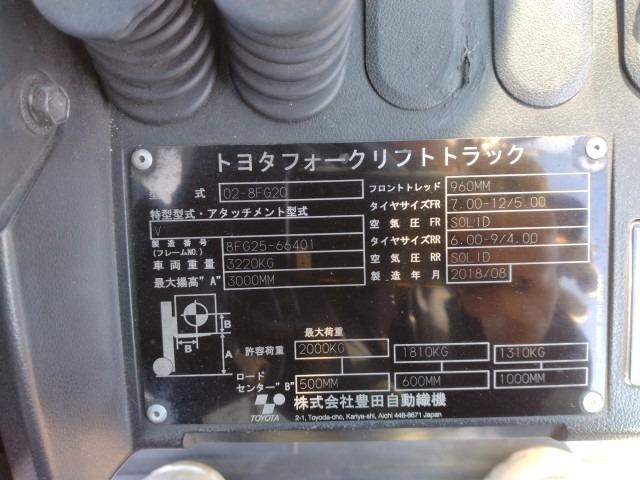 トヨタフォークリフトトラック
型 式 02-8FG20
特型型式・アタッチメント型式
V
製造番号 (フレームNO.) 8FG25-66401
車両重量 3220KG
最大揚高"A" 3000MM
フロントトレッド 960MM
タイヤサイズFR 7.00-12/5.00
空気圧 FR SOLID
タイヤサイズRR 6.00-9/4.00
空気圧 RR SOLID
製造年月 2018/08
B
B
A
最大荷重
許容荷重 2000KG 1810KG 1310KG
ロード
センター"B" 500MM 600MM 1000MM
TOYOTA
株式会社豊田自動織機
2-1, Toyoda-cho, Kariya-shi, Aichi 448-8671 Japan